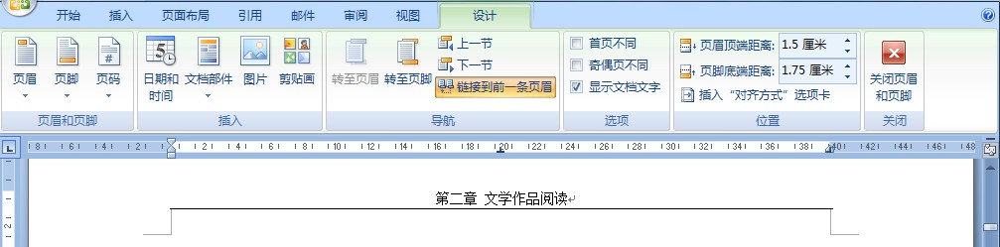 开始 插入 页面布局 引用 邮件 审阅 视图 设计
页眉 页脚 页码 日期和时间 文档部件 图片 剪贴画 转至页眉 转至页脚
上一节
下一节
链接到前一条页眉
首页不同
奇偶页不同
显示文档文字
页眉顶端距离: 1.5 厘米
页脚底端距离: 1.75 厘米
插入“对齐方式”选项卡
关闭页眉和页脚
页眉和页脚 插入 导航 选项 位置 关闭
8 6 4 2 2 4 6 8 10 12 14 16 18 20 22 24 26 28 30 32 34 36 38 40 42 44 46 48
2
第二章 文学作品阅读